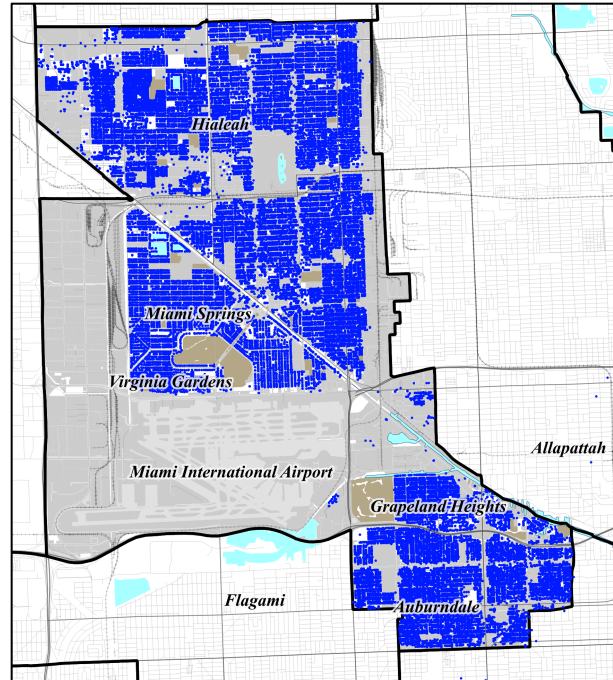 Hialeah
Miami Springs
Virginia Gardens
Allapattah
Miami International Airport
Grapeland Heights
Flagami
Auburndale